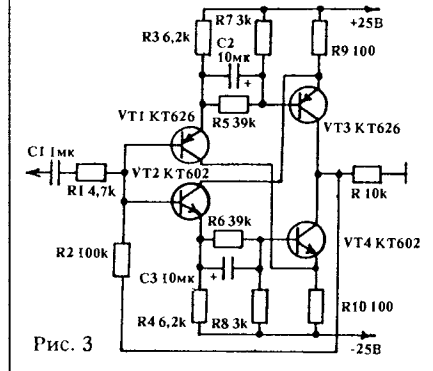 R7 3k
+25В
R3 6,2k
C2
10мк
R9 100
R5 39k
VT1 KT626
VT3 KT626
C1 1мк
VT2 KT602
R1 4,7k
R 10k
R6 39k
R2 100k
VT4 KT602
C3 10мк
R4 6,2k
R8 3k
R10 100
Рис. 3
-25В